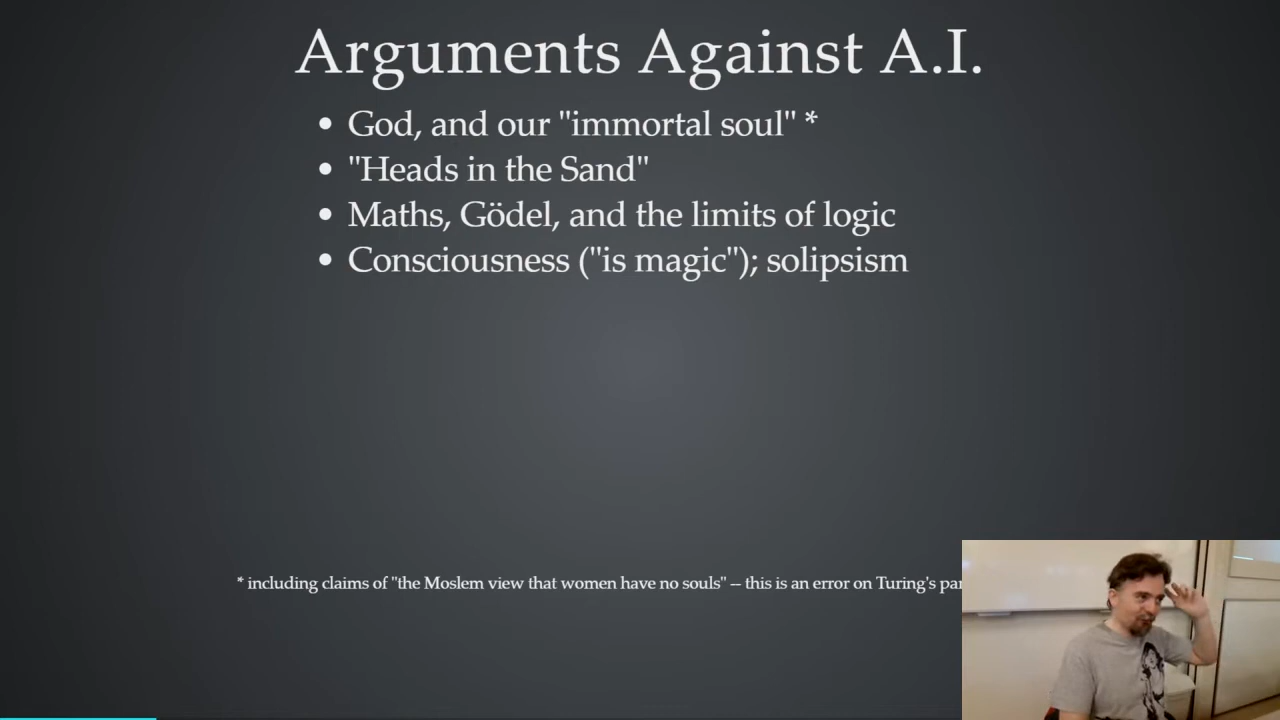 Arguments Against A.I.
• God, and our "immortal soul" *
• "Heads in the Sand"
• Maths, Gödel, and the limits of logic
• Consciousness ("is magic"); solipsism
* including claims of "the Moslem view that women have no souls" -- this is an error on Turing's